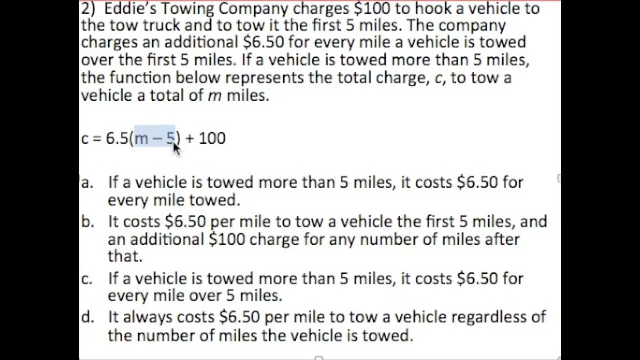 2) Eddie's Towing Company charges $100 to hook a vehicle to
the tow truck and to tow it the first 5 miles. The company
charges an additional $6.50 for every mile a vehicle is towed
over the first 5 miles. If a vehicle is towed more than 5 miles,
the function below represents the total charge, c, to tow a
vehicle a total of m miles.
c = 6.5(m – 5) + 100
a. If a vehicle is towed more than 5 miles, it costs $6.50 for
every mile towed.
b. It costs $6.50 per mile to tow a vehicle the first 5 miles, and
an additional $100 charge for any number of miles after
that.
c. If a vehicle is towed more than 5 miles, it costs $6.50 for
every mile over 5 miles.
d. It always costs $6.50 per mile to tow a vehicle regardless of
the number of miles the vehicle is towed.